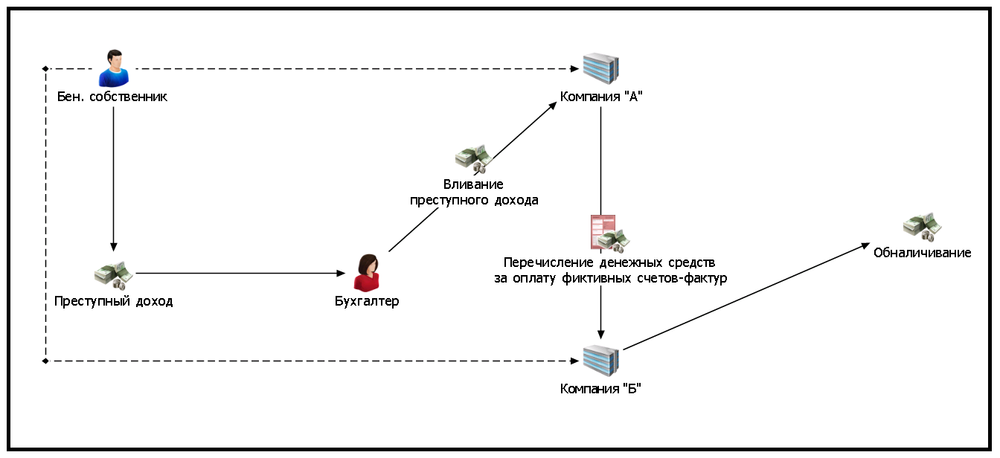 Бен. собственник
Компания "А"
Вливание
преступного дохода
Перечисление денежных средств
за оплату фиктивных счетов-фактур
Обналичивание
Преступный доход
Бухгалтер
Компания "Б"